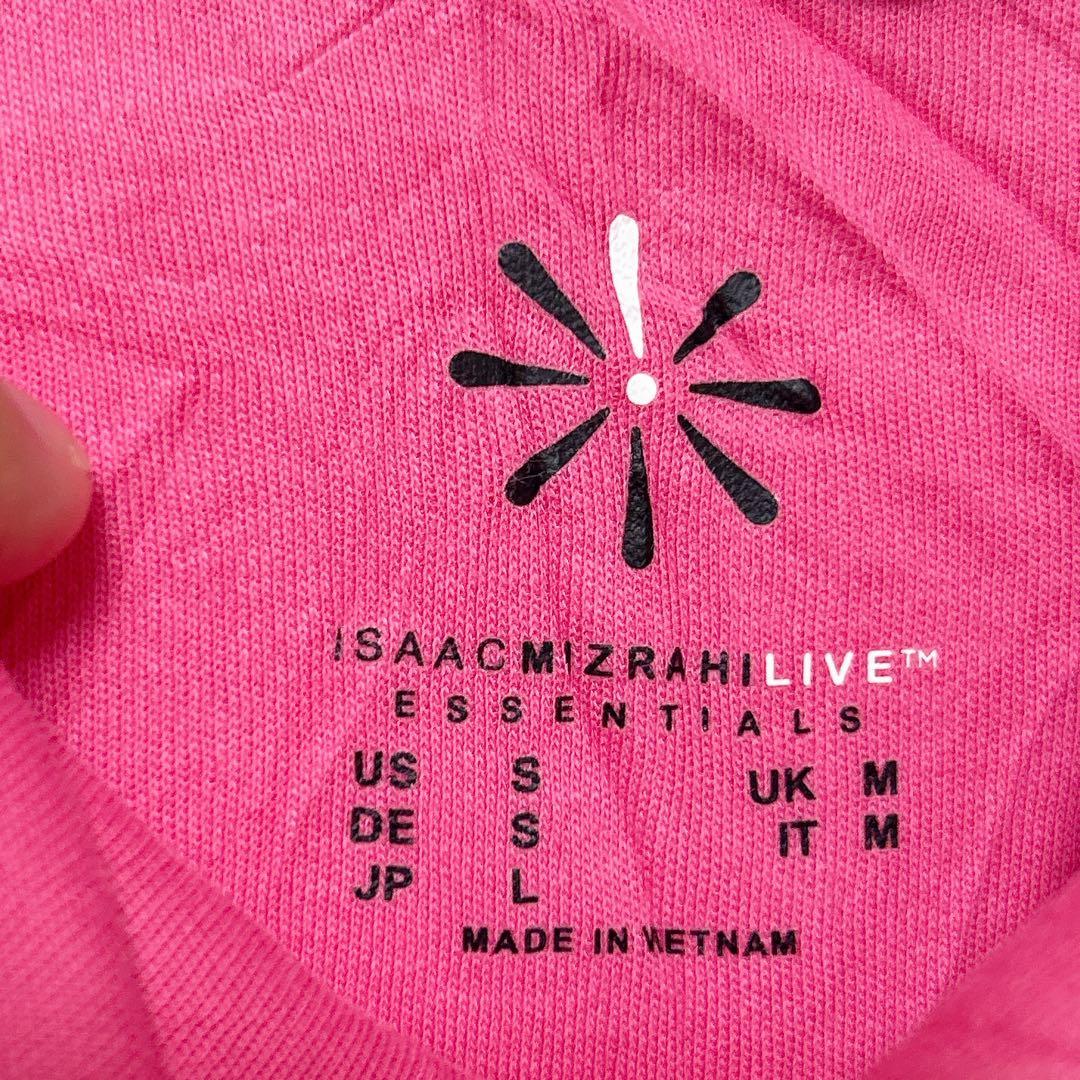 ISAACMIZRAHILIVE™
ESSENTIALS
US S UK M
DE S IT M
JP L
MADE IN VIETNAM